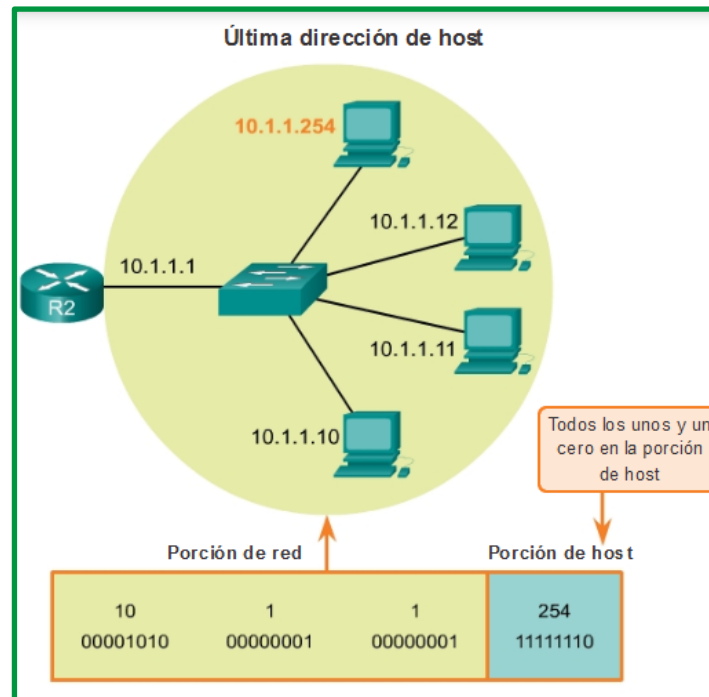 Última dirección de host
10.1.1.254
10.1.1.12
10.1.1.1
R2
10.1.1.11
10.1.1.10
Todos los unos y un
cero en la porción
de host
Porción de red Porción de host
10 1 1 254
00001010 00000001 00000001 11111110